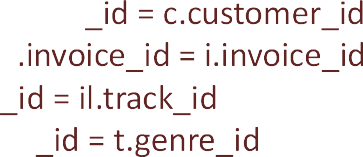 _id = c.customer_id
.invoice_id = i.invoice_id
_id = il.track_id
_id = t.genre_id